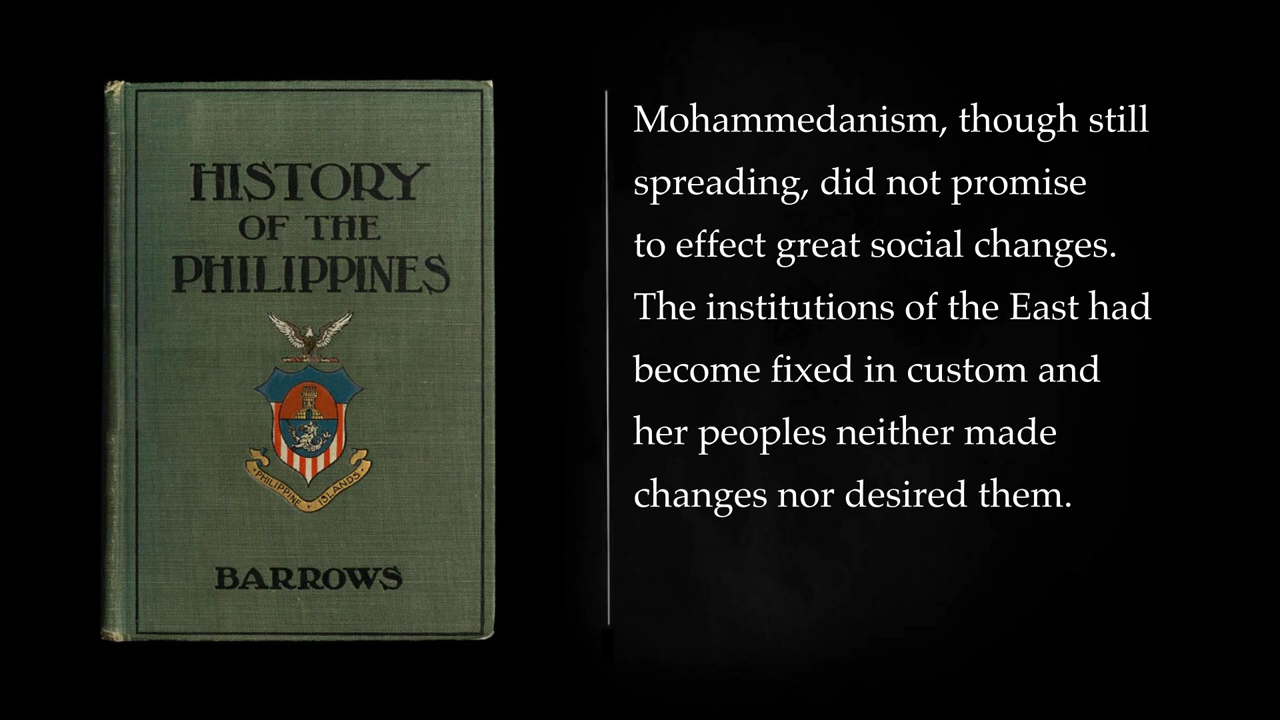 HISTORY
OF THE
PHILIPPINES
PHILIPPINE ISLANDS
BARROWS
Mohammedanism, though still
spreading, did not promise
to effect great social changes.
The institutions of the East had
become fixed in custom and
her peoples neither made
changes nor desired them.